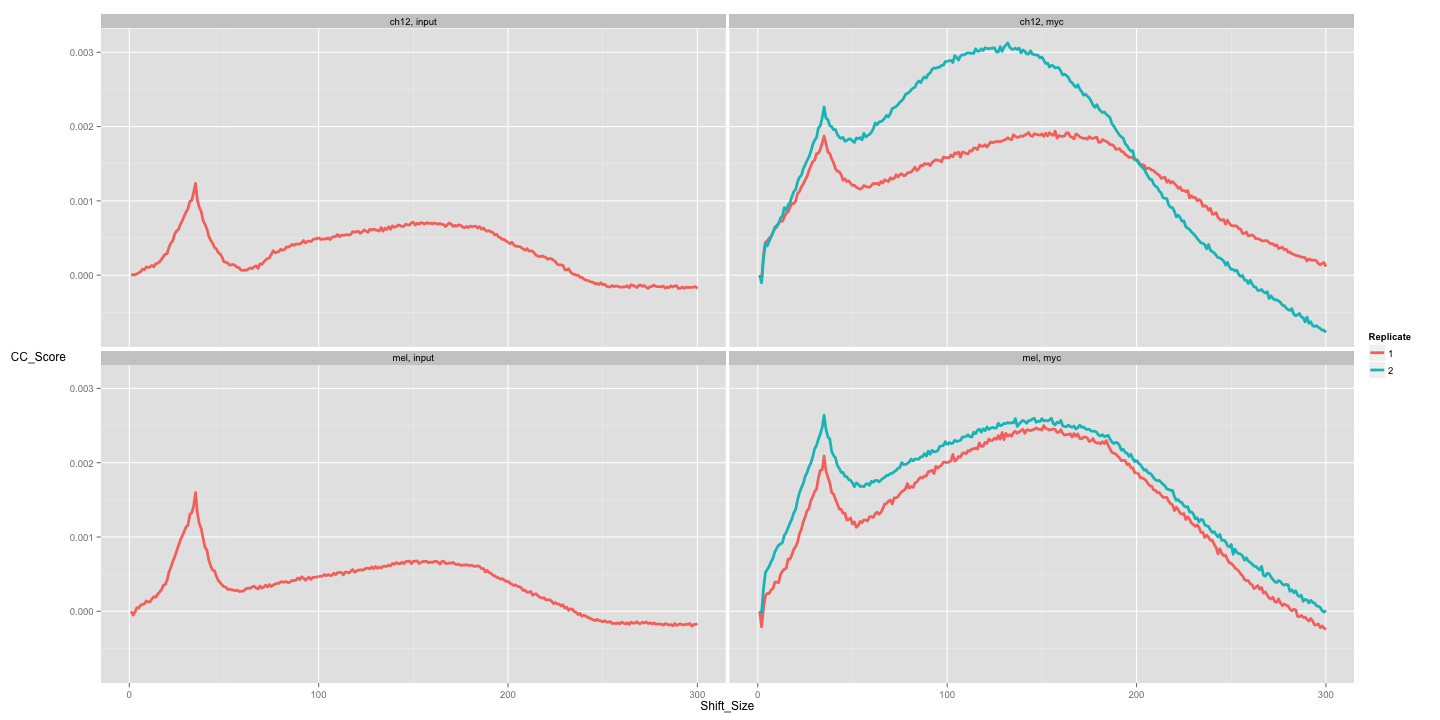 ch12, input
ch12, myc
0.003
0.002
0.001
0.000
CC_Score
mel, input
mel, myc
0.003
0.002
0.001
0.000
0
100
200
300
0
100
200
300
Shift_Size
Replicate
1
2